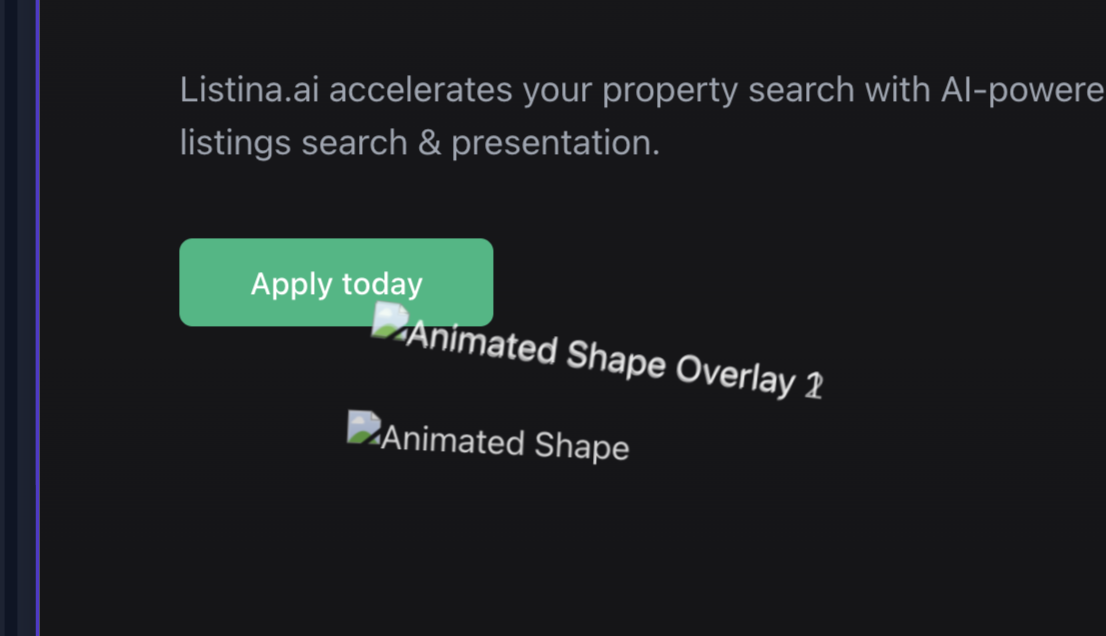 Listina.ai accelerates your property search with AI-powere
listings search & presentation.
Apply today
Animated Shape Overlay
Animated Shape